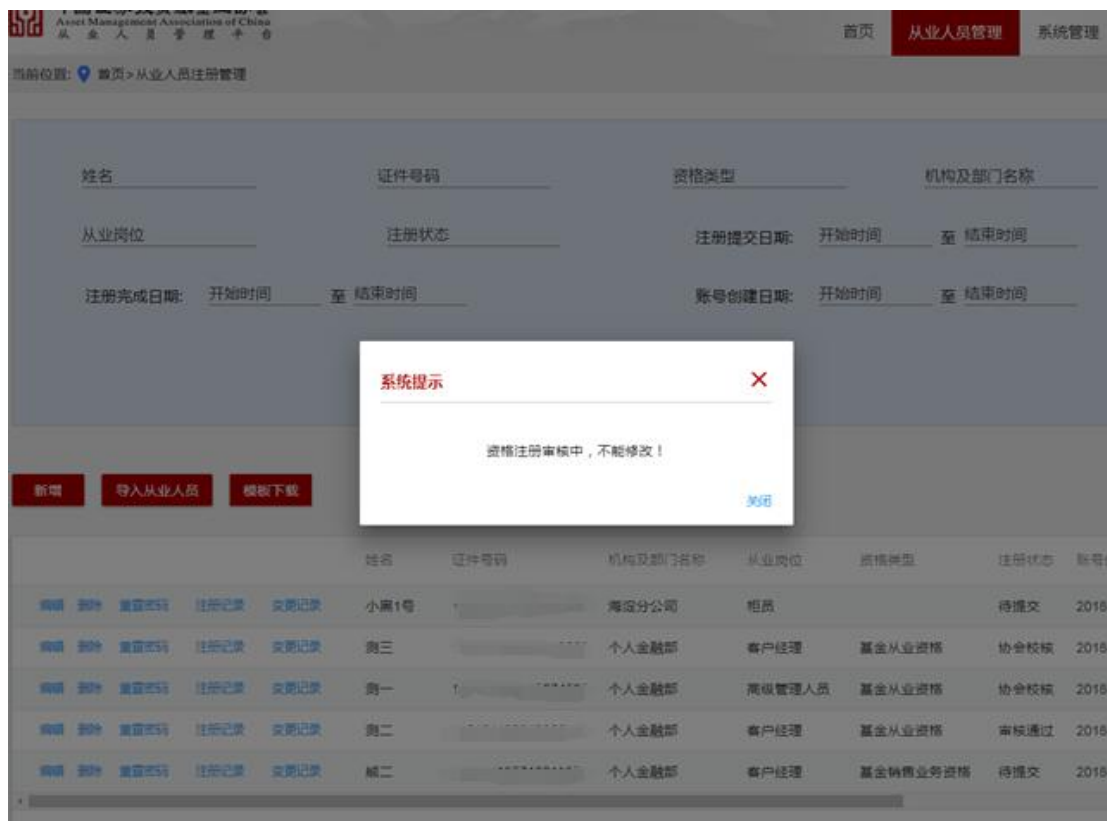 Asset Management Association of China
从业人员管理平台
首页 从业人员管理 系统管理
当前位置: 首页>从业人员注册管理
姓名 证件号码 资格类型 机构及部门名称
从业岗位 注册状态 注册提交日期: 开始时间 至 结束时间
注册完成日期: 开始时间 至 结束时间 账号创建日期: 开始时间 至 结束时间
系统提示
资格注册审核中，不能修改！
关闭
新增 导入从业人员 模板下载
姓名 证件号码 机构及部门名称 从业岗位 资格类型 注册状态
编辑 删除 重置密码 注册记录 变更记录 小黑1号 海淀分公司 柜员 待提交 2016
编辑 删除 重置密码 注册记录 变更记录 测三 个人金融部 客户经理 基金从业资格 协会校核 2016
编辑 删除 重置密码 注册记录 变更记录 测一 个人金融部 高级管理人员 基金从业资格 协会校核 2016
编辑 删除 重置密码 注册记录 变更记录 测二 个人金融部 客户经理 基金从业资格 审核通过 2016
编辑 删除 重置密码 注册记录 变更记录 个人金融部 客户经理 基金销售业务资格 待提交 2016